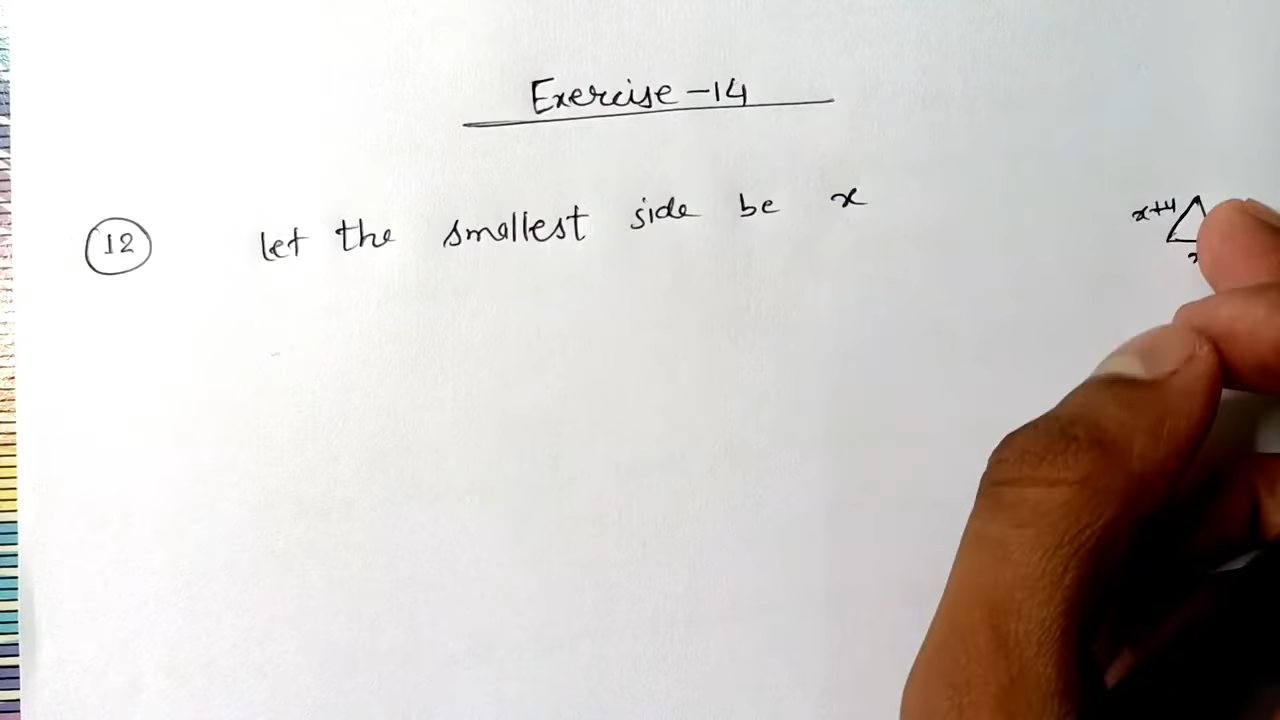 Exercise - 14
12 let the smallest side be x
x+4